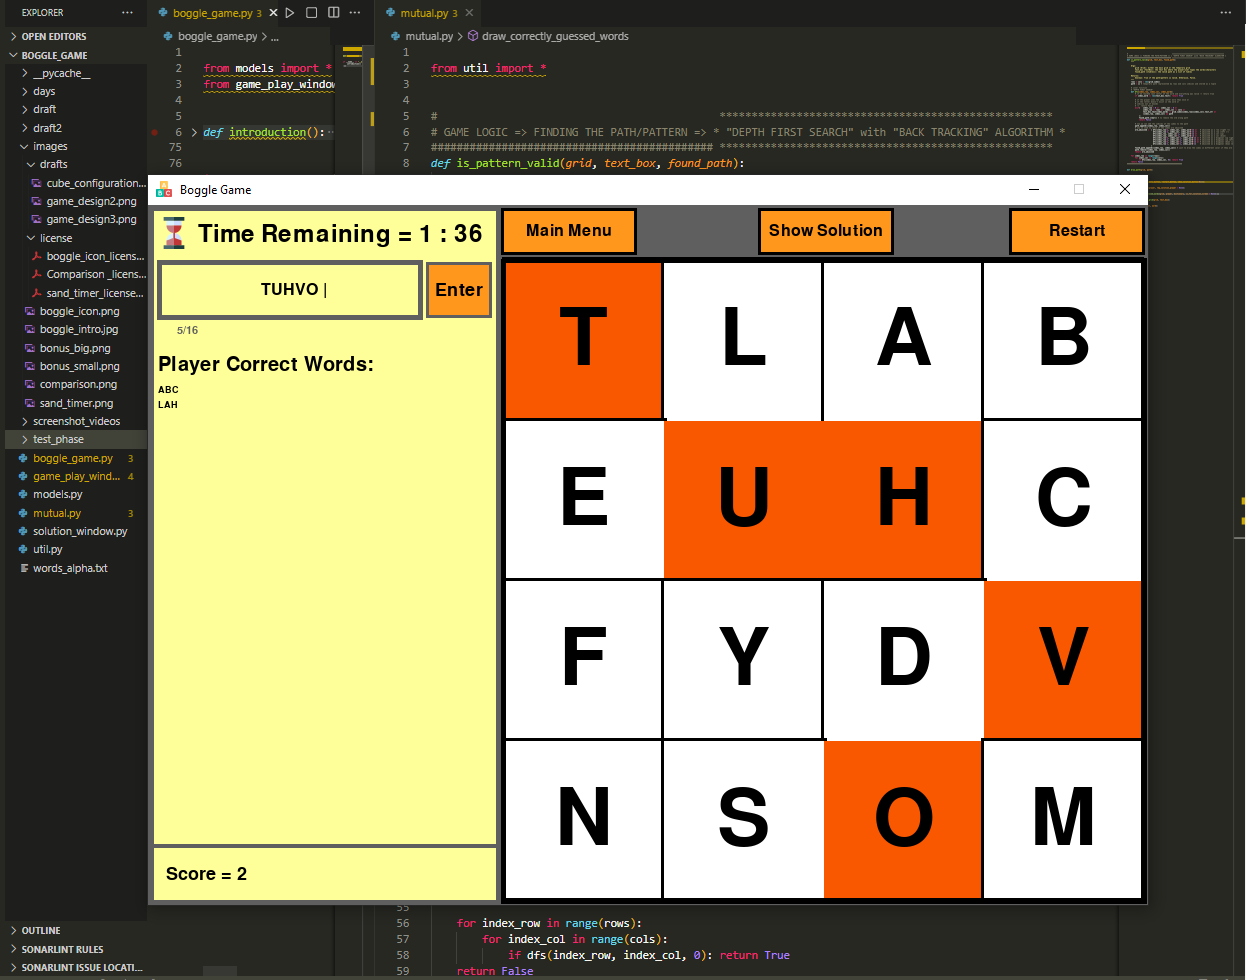 EXPLORER
OPEN EDITORS
BOGGLE_GAME
__pycache__
days
draft
draft2
images
drafts
cube_configuration...
game_design2.png
game_design3.png
license
boggle_icon_licens...
Comparison _licens...
sand_timer_license...
boggle_icon.png
boggle_intro.jpg
bonus_big.png
bonus_small.png
comparison.png
sand_timer.png
screenshot_videos
test_phase
boggle_game.py 3
game_play_wind... 4
models.py
mutual.py 3
solution_window.py
util.py
words_alpha.txt
OUTLINE
SONARLINT RULES
SONARLINT ISSUE LOCATI...
boggle_game.py 3
boggle_game.py > ...
1
2 from models import *
3 from game_play_window
4
5
6 def introduction():··
75
76
mutual.py 3
mutual.py > draw_correctly_guessed_words
1
2 from util import *
3
4
5 # ****************************************************
6 # GAME LOGIC => FINDING THE PATH/PATTERN => * "DEPTH FIRST SEARCH" with "BACK TRACKING" ALGORITHM *
7 ############################################ ****************************************************
8 def is_pattern_valid(grid, text_box, found_path):
Boggle Game
Time Remaining = 1 : 36
TUHVO |
Enter
5/16
Player Correct Words:
ABC
LAH
Score = 2
Main Menu
Show Solution
Restart
T L A B
E U H C
F Y D V
N S O M
55
56 for index_row in range(rows):
57 for index_col in range(cols):
58 if dfs(index_row, index_col, 0): return True
59 return False